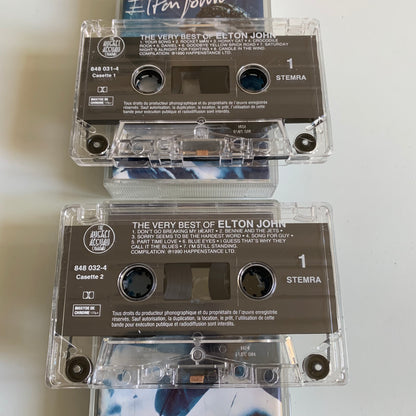 Elton John
THE VERY BEST OF ELTON JOHN
1. YOUR SONG • 2. ROCKET MAN • 3. HONKY CAT • 4. CROCODILE
ROCK • 5. DANIEL • 6. GOODBYE YELLOW BRICK ROAD • 7. SATURDAY
NIGHT'S ALRIGHT FOR FIGHTING • 8. CANDLE IN THE WIND
COMPILATION: ℗1990 HAPPENSTANCE LTD.
848 031-4
Casette 1
1
STEMRA
Tous droits du producteur phonographique et du propriétaire de l'œuvre enregistrée
réservés. Sauf autorisation, la duplication, la location, le prêt, l'utilisation de cette
bande pour exécution publique et radiodiffusion sont interdits.
THE VERY BEST OF ELTON JOHN
1. DON'T GO BREAKING MY HEART • 2. BENNIE AND THE JETS •
3. SORRY SEEMS TO BE THE HARDEST WORD • 4. SONG FOR GUY •
5. PART TIME LOVE • 6. BLUE EYES • I GUESS THAT'S WHY THEY
CALL IT THE BLUES • 7. I'M STILL STANDING.
COMPILATION: ℗1990 HAPPENSTANCE LTD.
848 032-4
Casette 2
1
STEMRA
Tous droits du producteur phonographique et du propriétaire de l'œuvre enregistrée
réservés. Sauf autorisation, la duplication, la location, le prêt, l'utilisation de cette
bande pour exécution publique et radiodiffusion sont interdits.